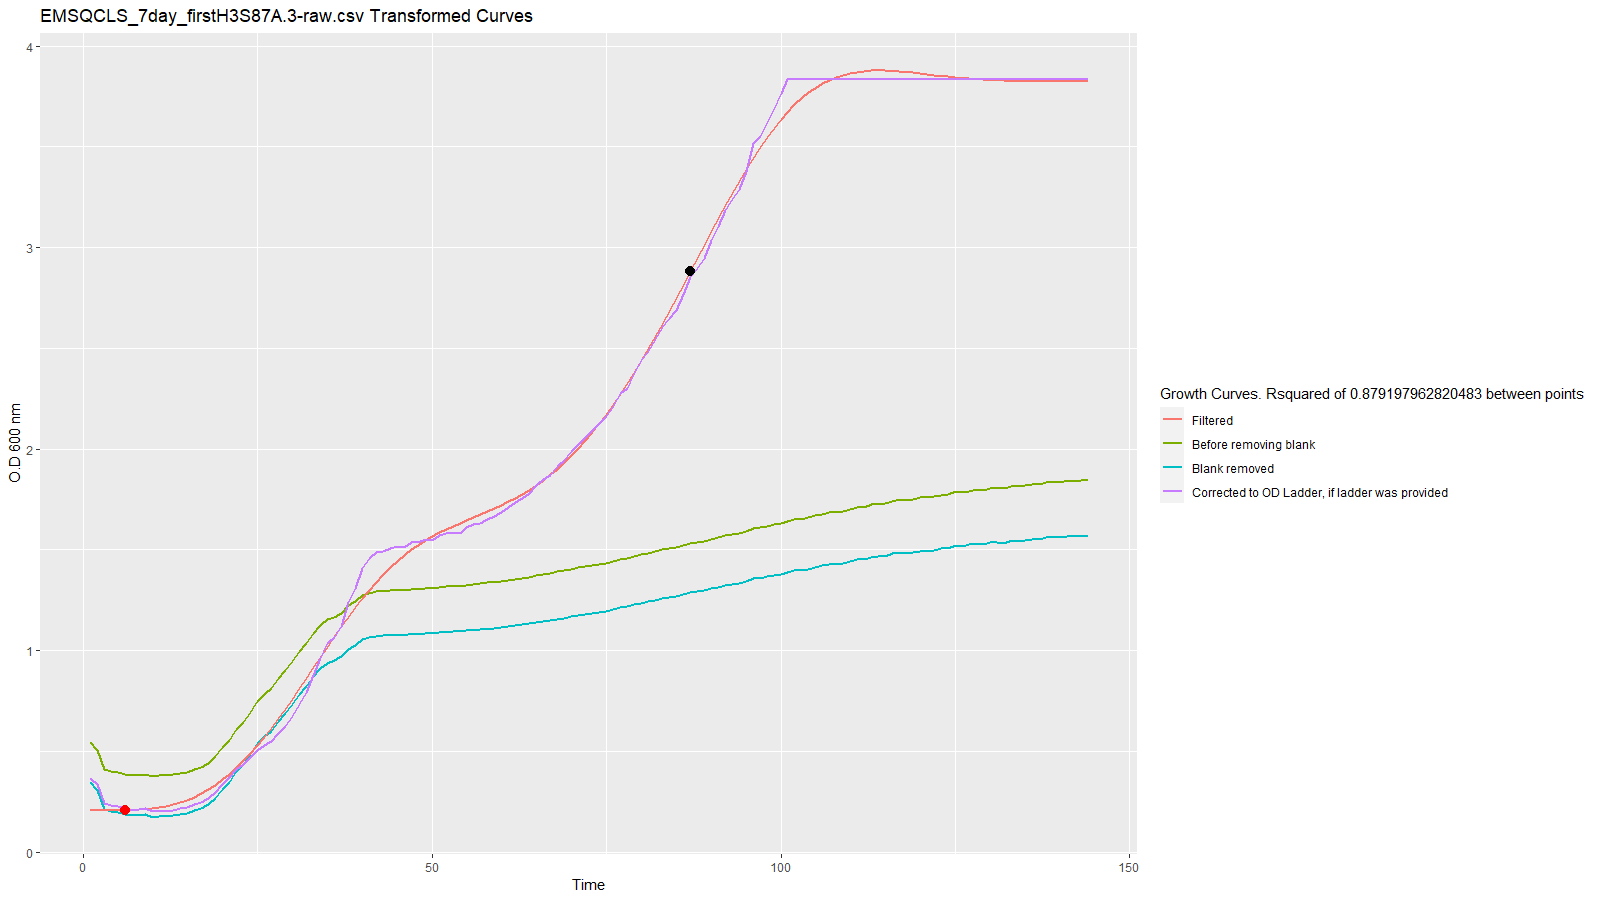 EMSQCLS_7day_firstH3S87A.3-raw.csv Transformed Curves
4
3
2
1
0
O.D 600 nm
0 50 100 150
Time
Growth Curves. Rsquared of 0.879197962820483 between points
Filtered
Before removing blank
Blank removed
Corrected to OD Ladder, if ladder was provided